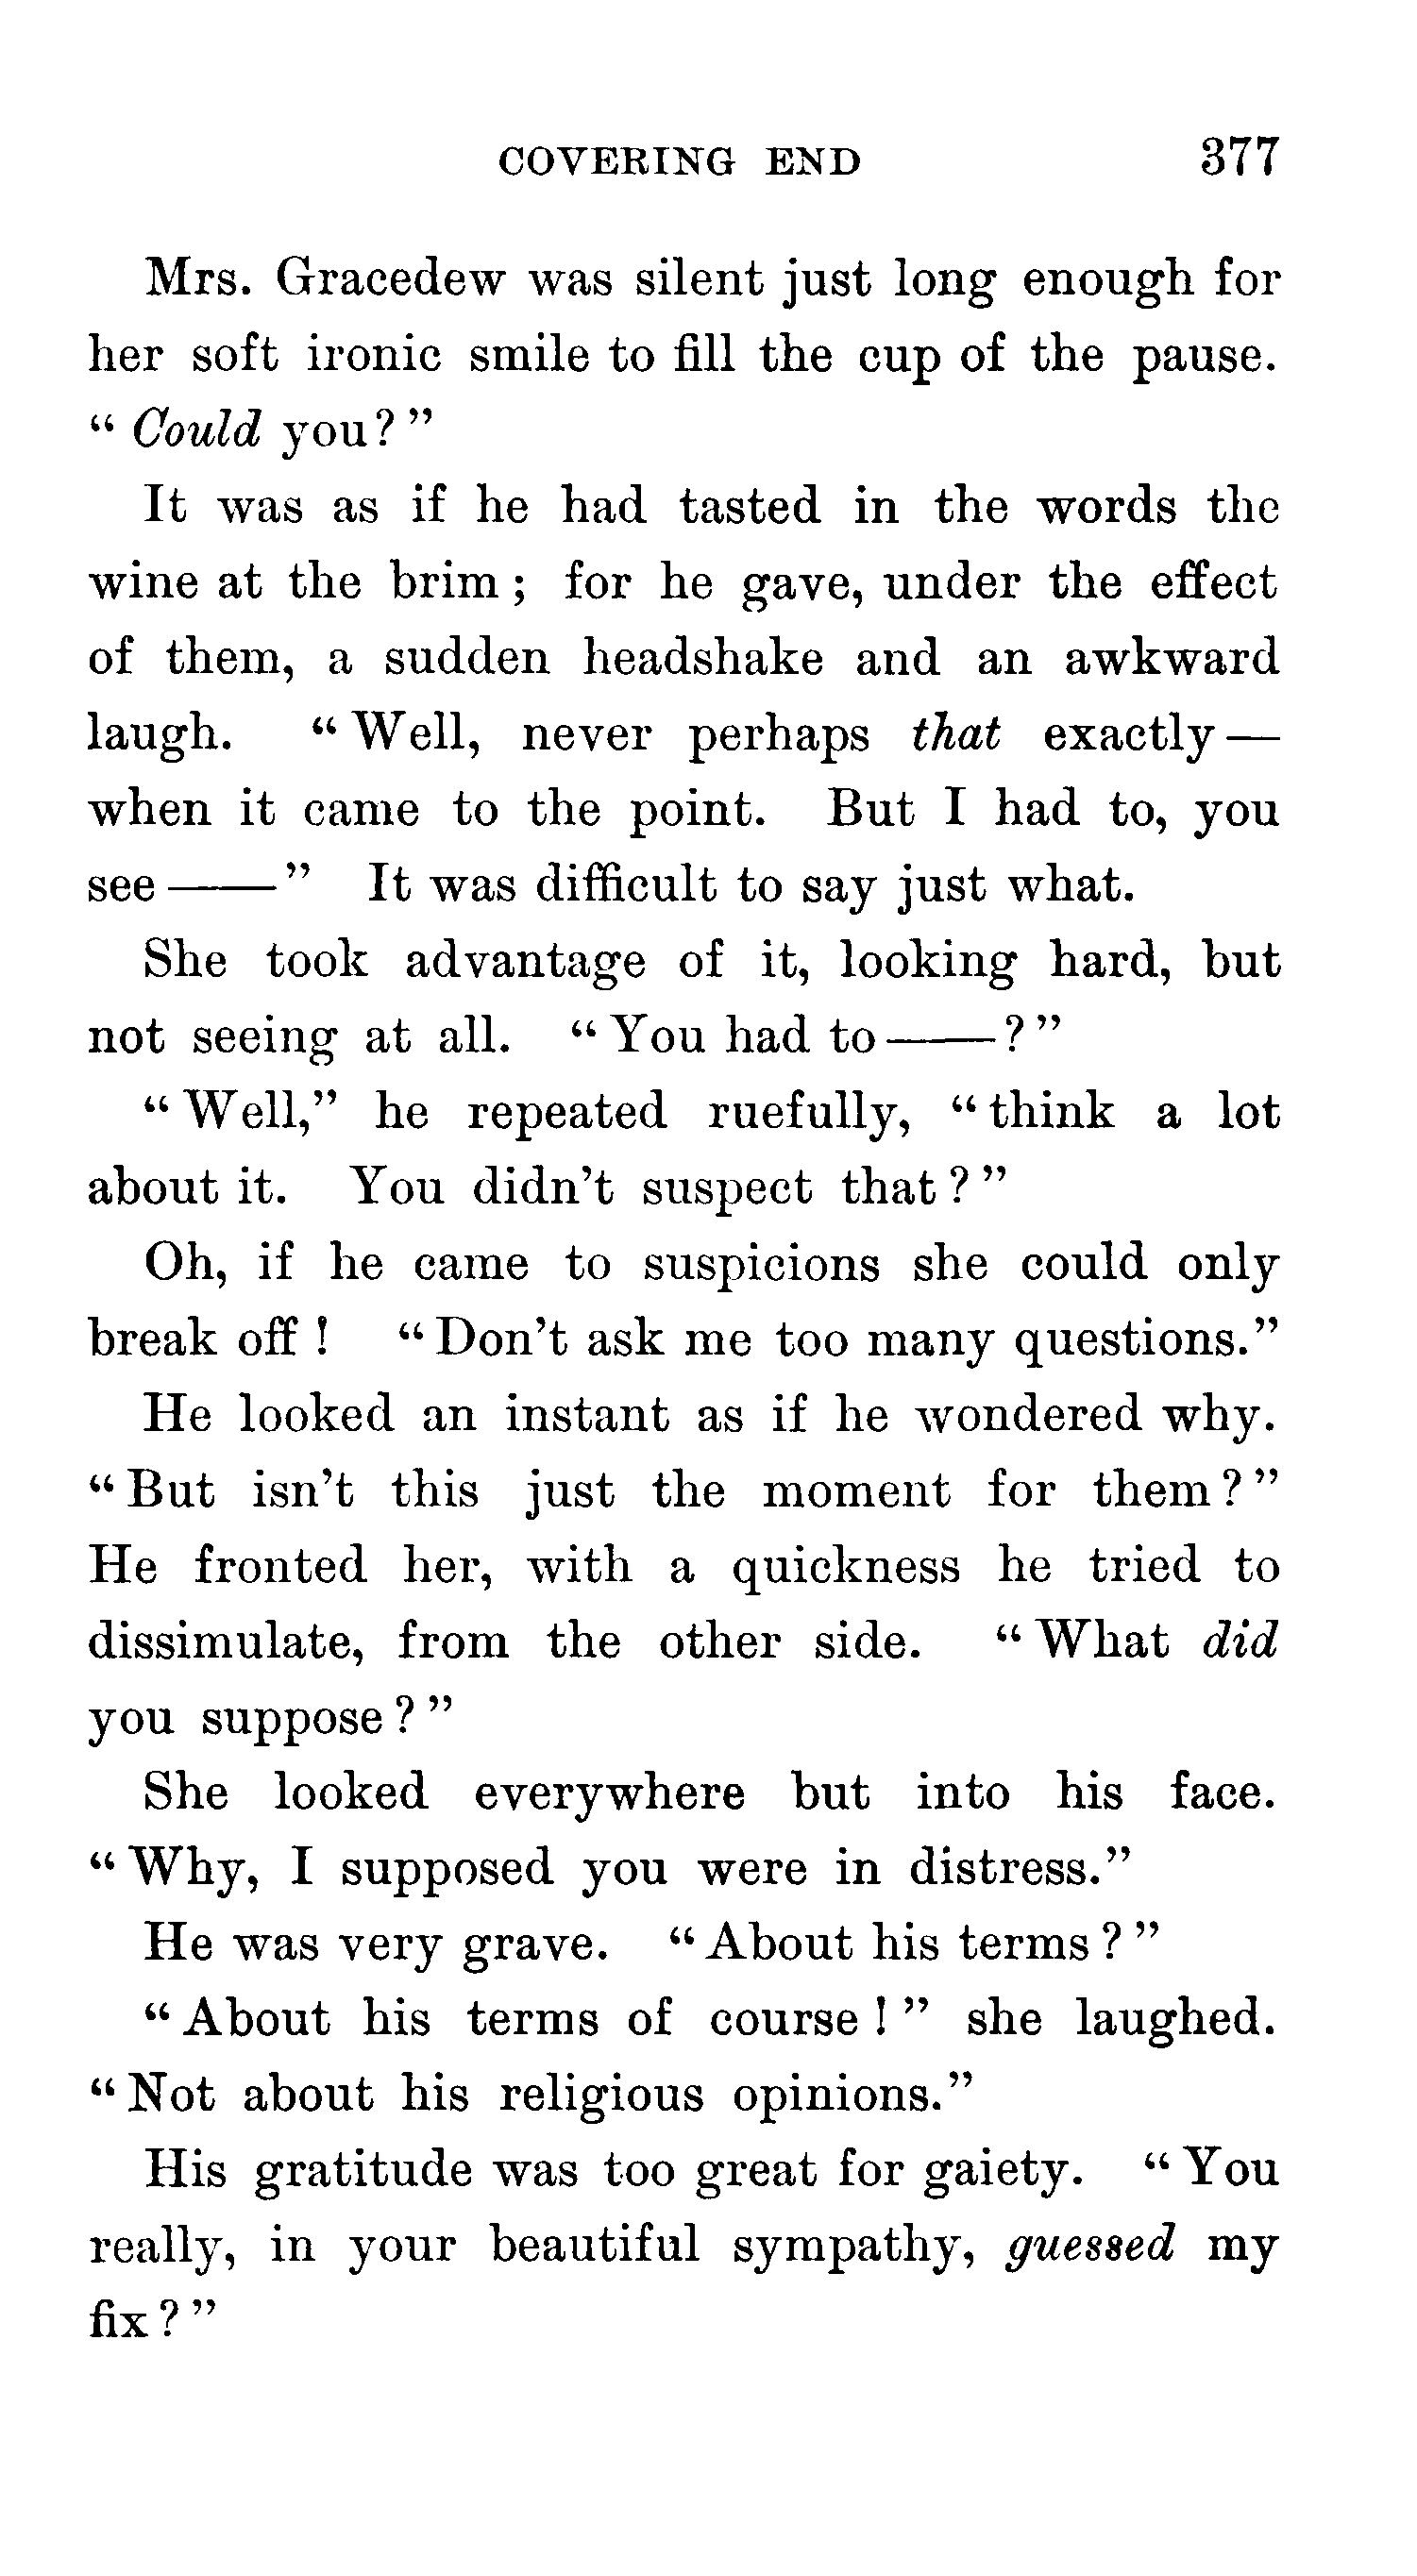 COVERING END 377
Mrs. Gracedew was silent just long enough for
her soft ironic smile to fill the cup of the pause.
“ Could you? ”
It was as if he had tasted in the words the
wine at the brim ; for he gave, under the effect
of them, a sudden headshake and an awkward
laugh. “ Well, never perhaps that exactly —
when it came to the point. But I had to, you
see —— ” It was difficult to say just what.
She took advantage of it, looking hard, but
not seeing at all. “ You had to —— ? ”
“ Well,” he repeated ruefully, “ think a lot
about it. You didn’t suspect that ? ”
Oh, if he came to suspicions she could only
break off ! “ Don’t ask me too many questions.”
He looked an instant as if he wondered why.
“ But isn’t this just the moment for them? ”
He fronted her, with a quickness he tried to
dissimulate, from the other side. “ What did
you suppose ? ”
She looked everywhere but into his face.
“ Why, I supposed you were in distress.”
He was very grave. “ About his terms ? ”
“ About his terms of course ! ” she laughed.
“ Not about his religious opinions.”
His gratitude was too great for gaiety. “ You
really, in your beautiful sympathy, guessed my
fix ? ”